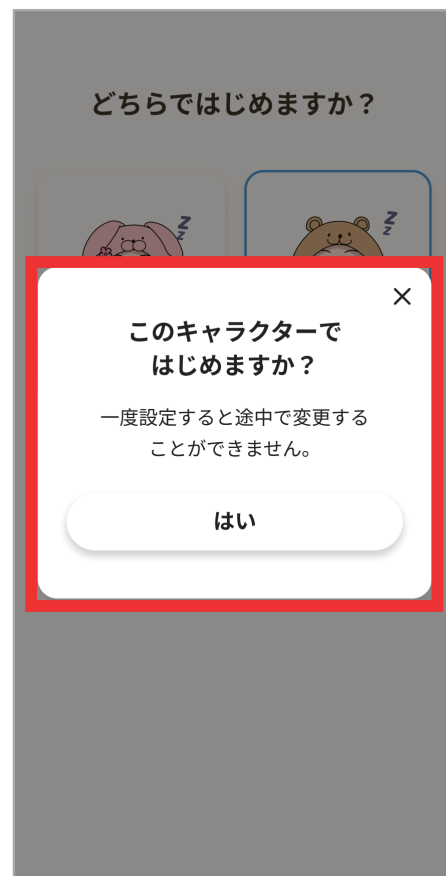 どちらではじめますか？
z
z
z
z
このキャラクターで
はじめますか？
一度設定すると途中で変更する
ことができません。
はい